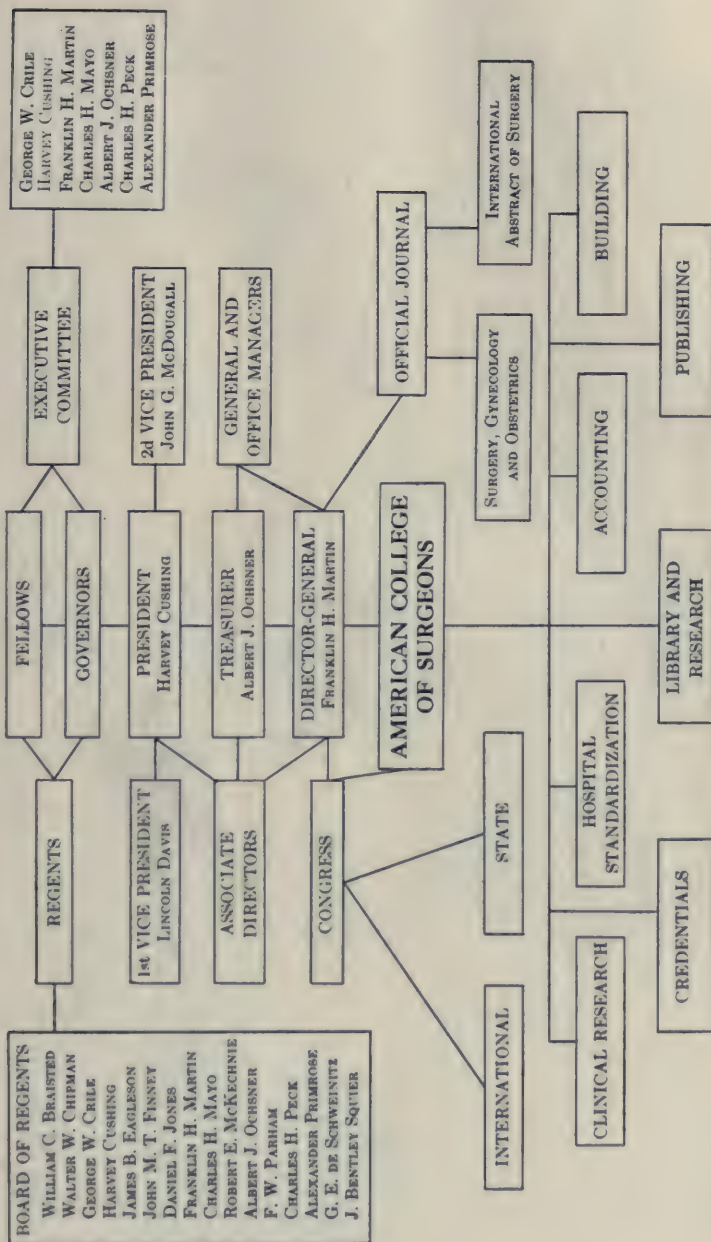 BOARD OF REGENTS
WILLIAM C. BRAISTED
WALTER W. CHIPMAN
GEORGE W. CRILE
HARVEY CUSHING
JAMES B. EAGLESON
JOHN M. T. FINNEY
DANIEL F. JONES
FRANKLIN H. MARTIN
CHARLES H. MAYO
ROBERT E. MCKECHNIE
ALBERT J. OCHSNER
F. W. PARHAM
CHARLES H. PECK
ALEXANDER PRIMROSE
G. E. DE SCHWEINITZ
J. BENTLEY SQUIER
REGENTS
FELLOWS
GOVERNORS
EXECUTIVE
COMMITTEE
GEORGE W. CRILE
HARVEY CUSHING
FRANKLIN H. MARTIN
CHARLES H. MAYO
ALBERT J. OCHSNER
CHARLES H. PECK
ALEXANDER PRIMROSE
1st VICE PRESIDENT
LINCOLN DAVIS
PRESIDENT
HARVEY CUSHING
2d VICE PRESIDENT
JOHN G. MCDOUGALL
ASSOCIATE
DIRECTORS
TREASURER
ALBERT J. OCHSNER
GENERAL AND
OFFICE MANAGERS
CONGRESS
DIRECTOR-GENERAL
FRANKLIN H. MARTIN
AMERICAN COLLEGE
OF SURGEONS
OFFICIAL JOURNAL
INTERNATIONAL
STATE
SURGERY, GYNECOLOGY
AND OBSTETRICS
INTERNATIONAL
ABSTRACT OF SURGERY
CLINICAL RESEARCH
HOSPITAL
STANDARDIZATION
ACCOUNTING
BUILDING
CREDENTIALS
LIBRARY AND
RESEARCH
PUBLISHING